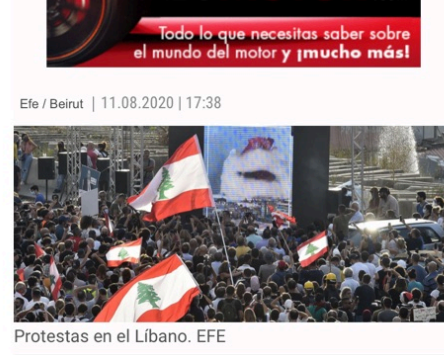 Todo lo que necesitas saber sobre
el mundo del motor y ¡mucho más!
Efe / Beirut | 11.08.2020 | 17:38
Protestas en el Líbano. EFE